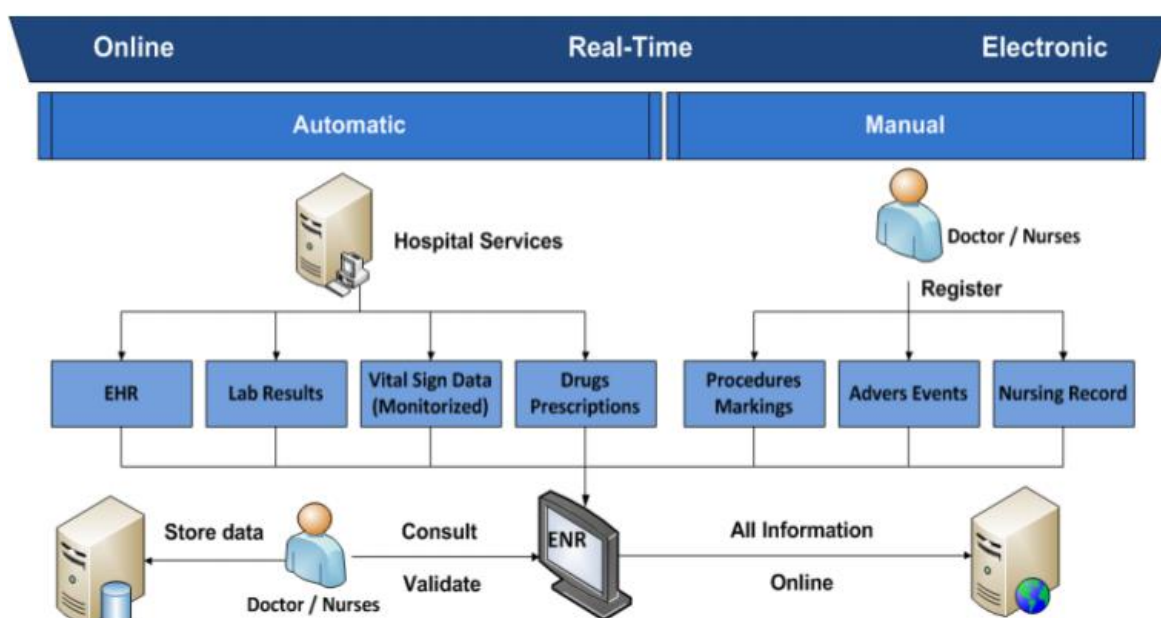 Online Real-Time Electronic
Automatic Manual
Hospital Services
Doctor / Nurses
Register
EHR
Lab Results
Vital Sign Data
(Monitorized)
Drugs
Prescriptions
Procedures
Markings
Advers Events
Nursing Record
Store data
Doctor / Nurses
Consult
Validate
ENR
All Information
Online